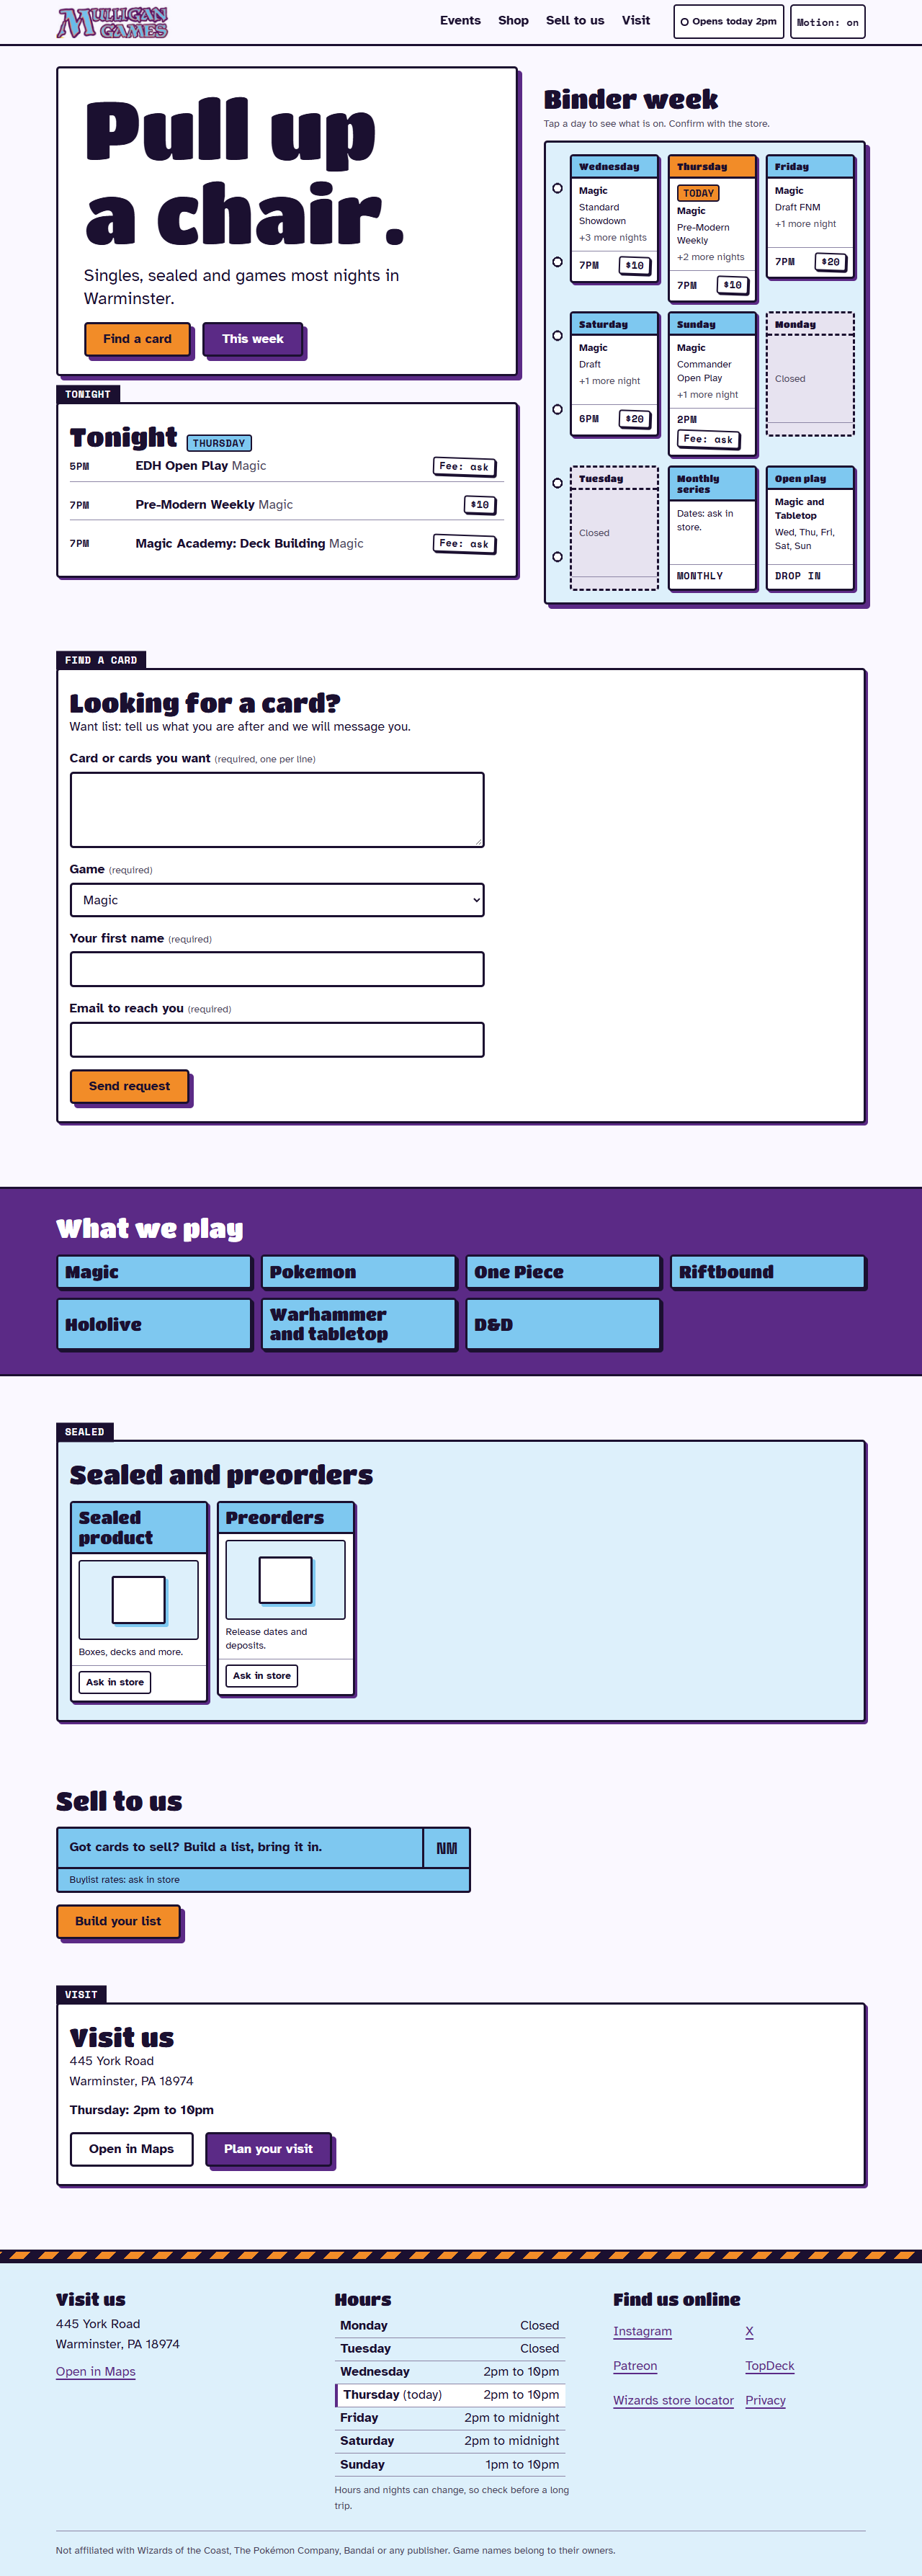 MULLIGAN
GAMES
Events
Shop
Sell to us
Visit
Opens today 2pm
Motion: on
Pull up
a chair.
Singles, sealed and games most nights in
Warminster.
Find a card
This week
Binder week
Tap a day to see what is on. Confirm with the store.
Wednesday
Magic
Standard
Showdown
+3 more nights
7PM
$10
Thursday
TODAY
Magic
Pre-Modern
Weekly
+2 more nights
7PM
$10
Friday
Magic
Draft FNM
+1 more night
7PM
$20
Saturday
Magic
Draft
+1 more night
6PM
$20
Sunday
Magic
Commander
Open Play
+1 more night
2PM
Fee: ask
Monday
Closed
Tuesday
Closed
Monthly
series
Dates: ask in
store.
MONTHLY
Open play
Magic and
Tabletop
Wed, Thu, Fri,
Sat, Sun
DROP IN
TONIGHT
Tonight THURSDAY
5PM EDH Open Play Magic Fee: ask
7PM Pre-Modern Weekly Magic $10
7PM Magic Academy: Deck Building Magic Fee: ask
FIND A CARD
Looking for a card?
Want list: tell us what you are after and we will message you.
Card or cards you want (required, one per line)
Game (required)
Magic
Your first name (required)
Email to reach you (required)
Send request
What we play
Magic
Pokemon
One Piece
Riftbound
Hololive
Warhammer
and tabletop
D&D
SEALED
Sealed and preorders
Sealed
product
Boxes, decks and more.
Ask in store
Preorders
Release dates and
deposits.
Ask in store
Sell to us
Got cards to sell? Build a list, bring it in.
NM
Buylist rates: ask in store
Build your list
VISIT
Visit us
445 York Road
Warminster, PA 18974
Thursday: 2pm to 10pm
Open in Maps
Plan your visit
Visit us
445 York Road
Warminster, PA 18974
Open in Maps
Hours
Monday Closed
Tuesday Closed
Wednesday 2pm to 10pm
Thursday (today) 2pm to 10pm
Friday 2pm to midnight
Saturday 2pm to midnight
Sunday 1pm to 10pm
Hours and nights can change, so check before a long
trip.
Find us online
Instagram
X
Patreon
TopDeck
Wizards store locator
Privacy
Not affiliated with Wizards of the Coast, The Pokémon Company, Bandai or any publisher. Game names belong to their owners.